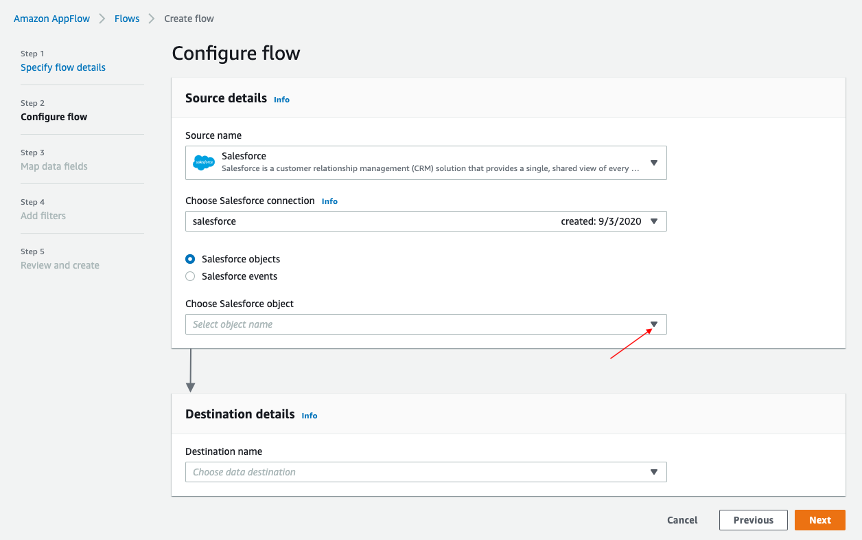 Amazon AppFlow > Flows > Create flow
Step 1
Specify flow details
Step 2
Configure flow
Step 3
Map data fields
Step 4
Add filters
Step 5
Review and create
Configure flow
Source details Info
Source name
salesforce
Salesforce
Salesforce is a customer relationship management (CRM) solution that provides a single, shared view of every ...
Choose Salesforce connection Info
salesforce created: 9/3/2020
Salesforce objects
Salesforce events
Choose Salesforce object
Select object name
Destination details Info
Destination name
Choose data destination
Cancel Previous Next